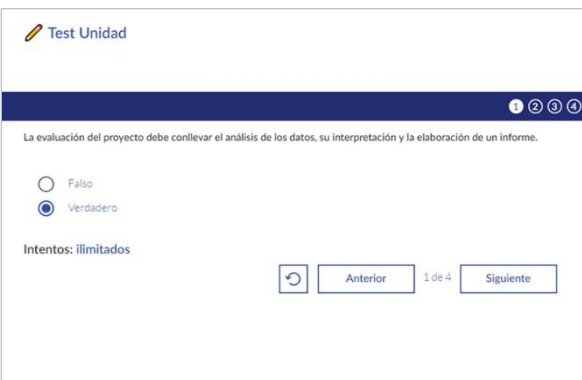 Test Unidad
1 2 3 4
La evaluación del proyecto debe conllevar el análisis de los datos, su interpretación y la elaboración de un informe.
Falso
Verdadero
Intentos: ilimitados
Anterior 1 de 4 Siguiente